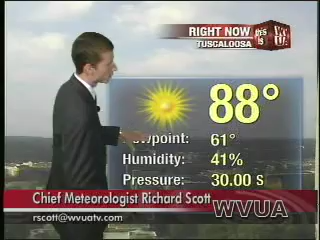 RIGHT NOW
TUSCALOOSA
88°
wpoint: 61°
Humidity: 41%
Pressure: 30.00 S
Chief Meteorologist Richard Scott
rscott@wvuatv.com
WVUA